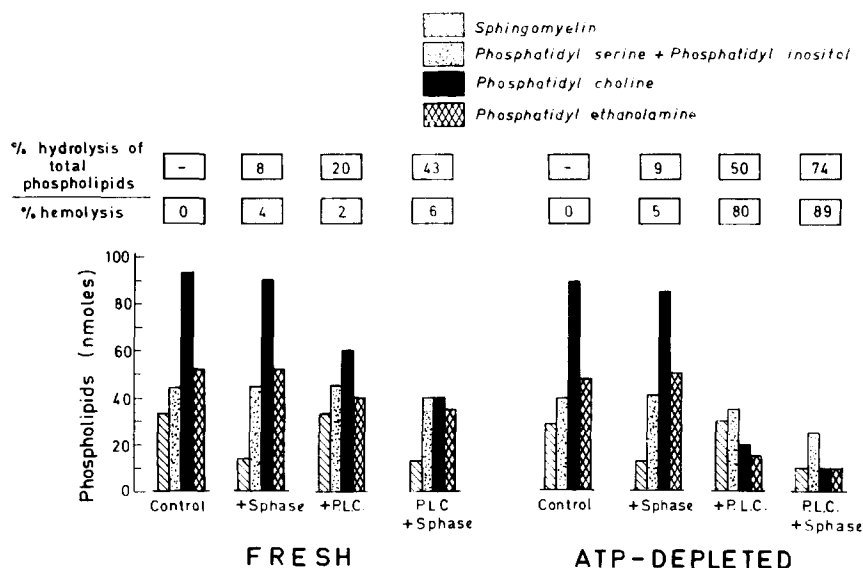 Sphingomyelin
Phosphatidyl serine + Phosphatidyl inositol
Phosphatidyl choline
Phosphatidyl ethanolamine
% hydrolysis of
total
phospholipids
- 8 20 43 - 9 50 74
% hemolysis 0 4 2 6 0 5 80 89
Phospholipids (nmoles)
100
80
60
40
20
0
Control +Sphase +P.L.C. PLC Control +Sphase +P.L.C. P.L.C.
+Sphase +Sphase
FRESH ATP-DEPLETED